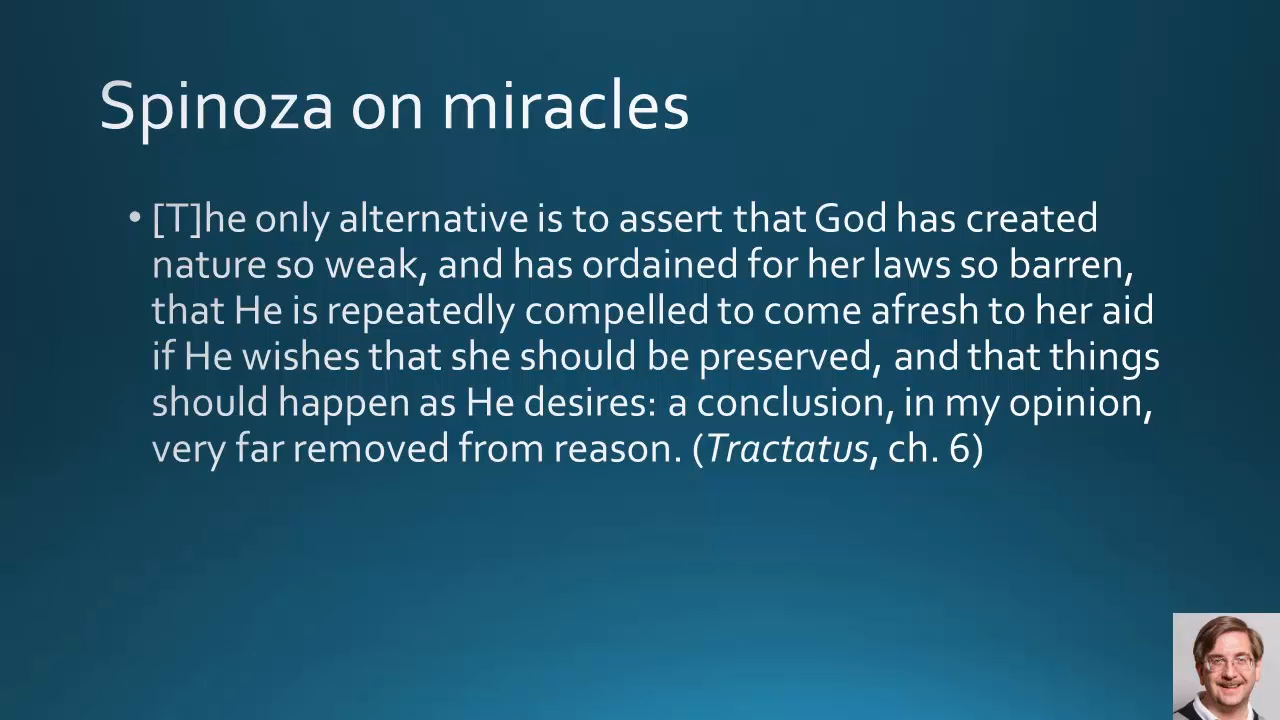 Spinoza on miracles
• [T]he only alternative is to assert that God has created
nature so weak, and has ordained for her laws so barren,
that He is repeatedly compelled to come afresh to her aid
if He wishes that she should be preserved, and that things
should happen as He desires: a conclusion, in my opinion,
very far removed from reason. (Tractatus, ch. 6)